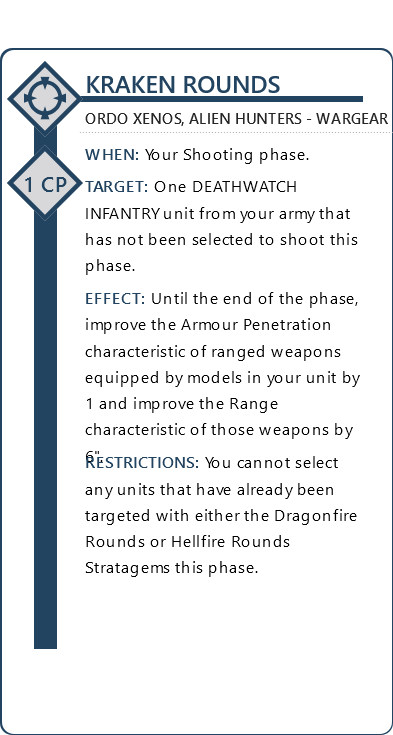 KRAKEN ROUNDS
ORDO XENOS, ALIEN HUNTERS - WARGEAR
WHEN: Your Shooting phase.
1 CP
TARGET: One DEATHWATCH
INFANTRY unit from your army that
has not been selected to shoot this
phase.
EFFECT: Until the end of the phase,
improve the Armour Penetration
characteristic of ranged weapons
equipped by models in your unit by
1 and improve the Range
characteristic of those weapons by
6".
RESTRICTIONS: You cannot select
any units that have already been
targeted with either the Dragonfire
Rounds or Hellfire Rounds
Stratagems this phase.